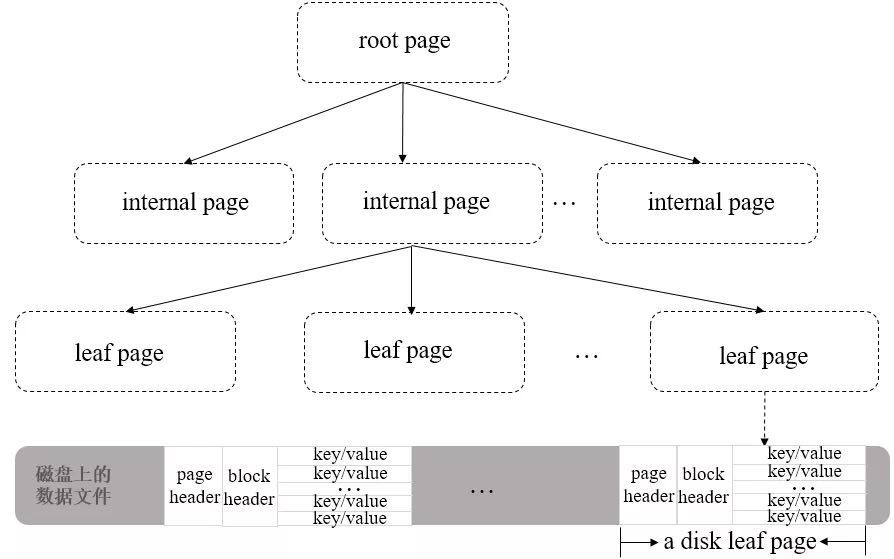 root page
internal page
internal page
...
internal page
leaf page
leaf page
...
leaf page
磁盘上的
数据文件
page
header
block
header
key/value
key/value
...
key/value
key/value
...
page
header
block
header
key/value
key/value
...
key/value
key/value
a disk leaf page